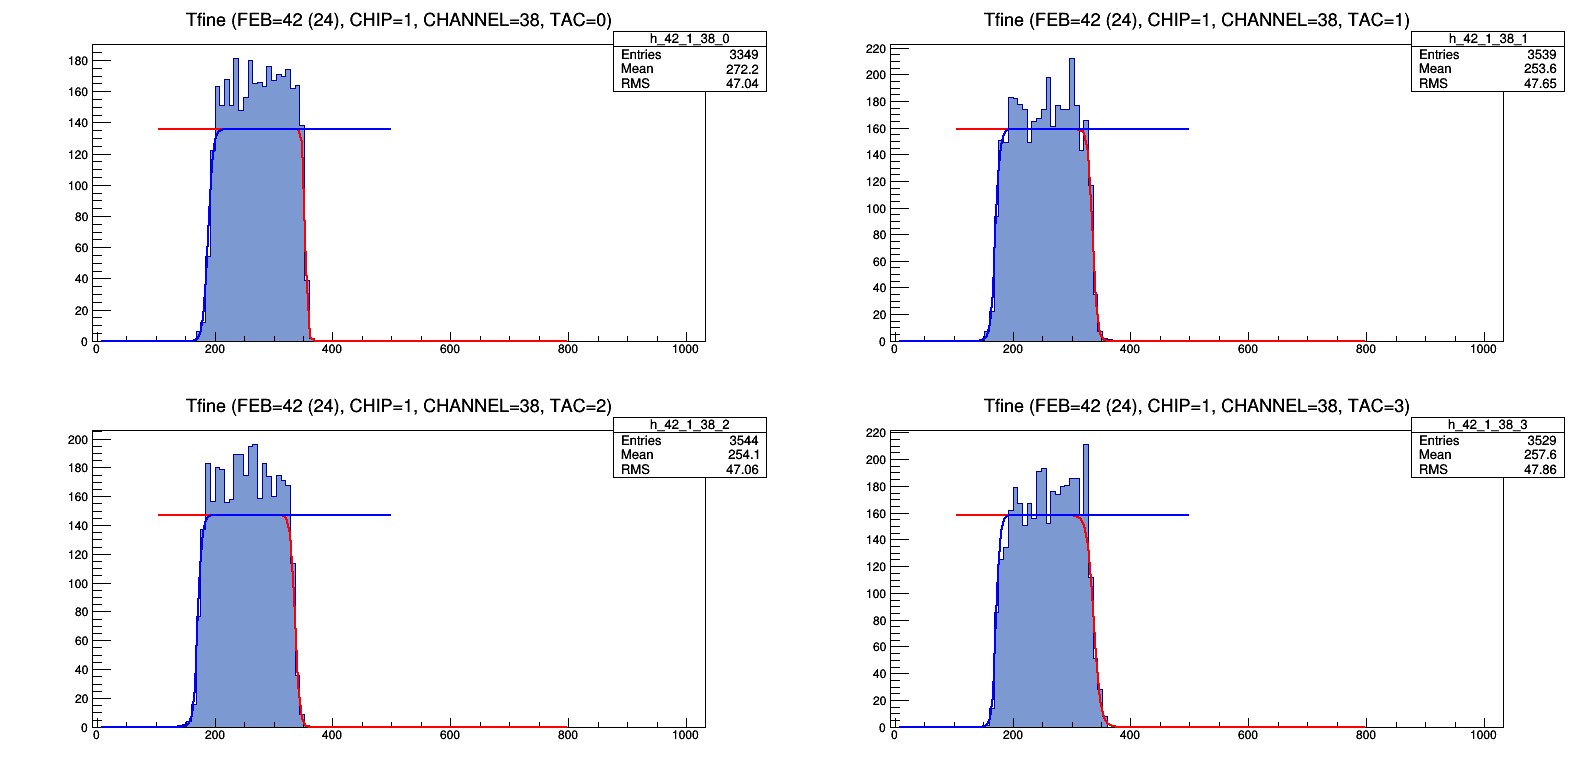 Tfine (FEB=42 (24), CHIP=1, CHANNEL=38, TAC=0)
h_42_1_38_0
Entries 3349
Mean 272.2
RMS 47.04
180
160
140
120
100
80
60
40
20
0
0 200 400 600 800 1000
Tfine (FEB=42 (24), CHIP=1, CHANNEL=38, TAC=1)
h_42_1_38_1
Entries 3539
Mean 253.6
RMS 47.65
220
200
180
160
140
120
100
80
60
40
20
0
0 200 400 600 800 1000
Tfine (FEB=42 (24), CHIP=1, CHANNEL=38, TAC=2)
h_42_1_38_2
Entries 3544
Mean 254.1
RMS 47.06
200
180
160
140
120
100
80
60
40
20
0
0 200 400 600 800 1000
Tfine (FEB=42 (24), CHIP=1, CHANNEL=38, TAC=3)
h_42_1_38_3
Entries 3529
Mean 257.6
RMS 47.86
220
200
180
160
140
120
100
80
60
40
20
0
0 200 400 600 800 1000